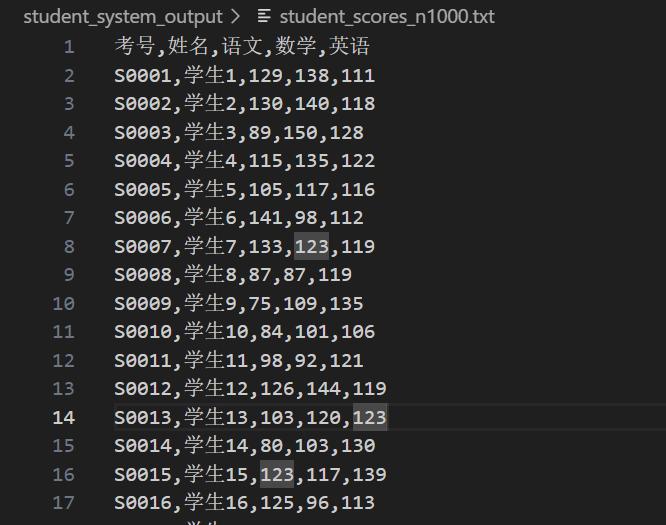 student_system_output > student_scores_n1000.txt
1 考号,姓名,语文,数学,英语
2 S0001,学生1,129,138,111
3 S0002,学生2,130,140,118
4 S0003,学生3,89,150,128
5 S0004,学生4,115,135,122
6 S0005,学生5,105,117,116
7 S0006,学生6,141,98,112
8 S0007,学生7,133,123,119
9 S0008,学生8,87,87,119
10 S0009,学生9,75,109,135
11 S0010,学生10,84,101,106
12 S0011,学生11,98,92,121
13 S0012,学生12,126,144,119
14 S0013,学生13,103,120,123
15 S0014,学生14,80,103,130
16 S0015,学生15,123,117,139
17 S0016,学生16,125,96,113